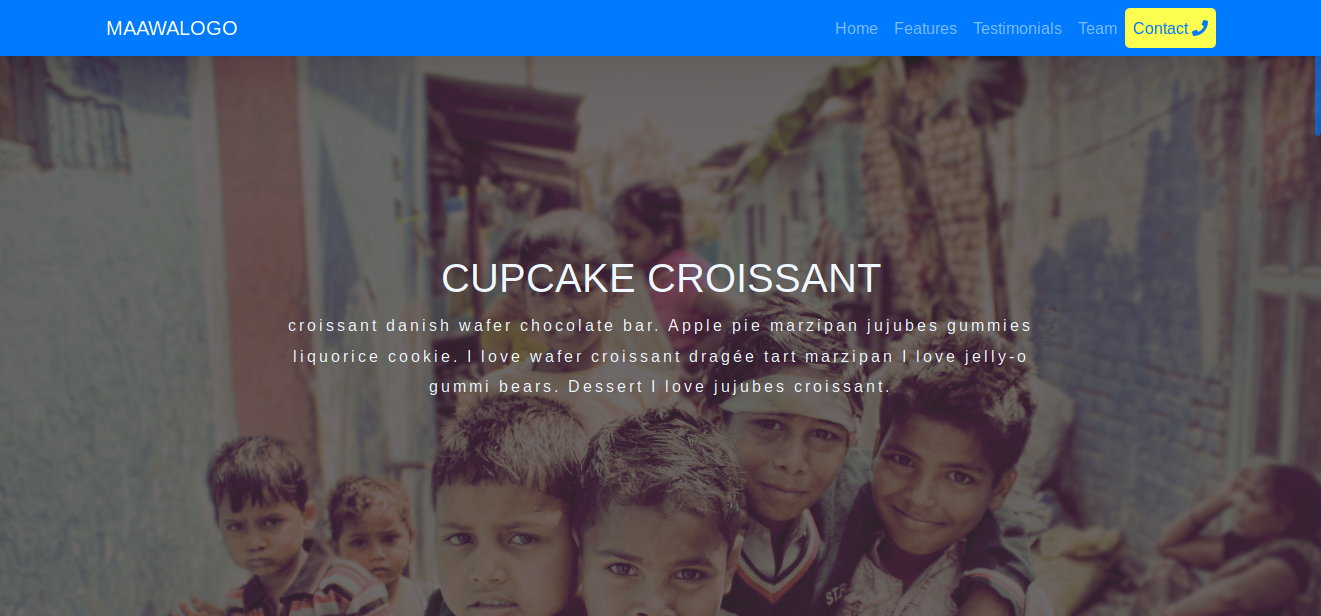 MAAWALOGO
Home Features Testimonials Team Contact
CUPCAKE CROISSANT
croissant danish wafer chocolate bar. Apple pie marzipan jujubes gummies
liquorice cookie. I love wafer croissant dragée tart marzipan I love jelly-o
gummi bears. Dessert I love jujubes croissant.